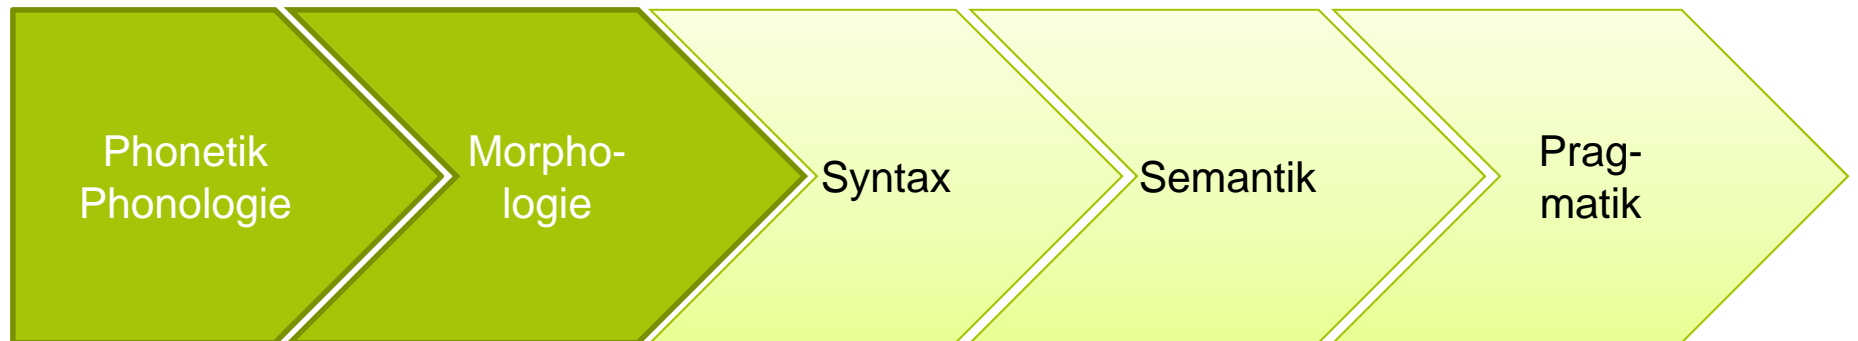 Phonetik
Phonologie
Morpho-
logie
Syntax
Semantik
Prag-
matik